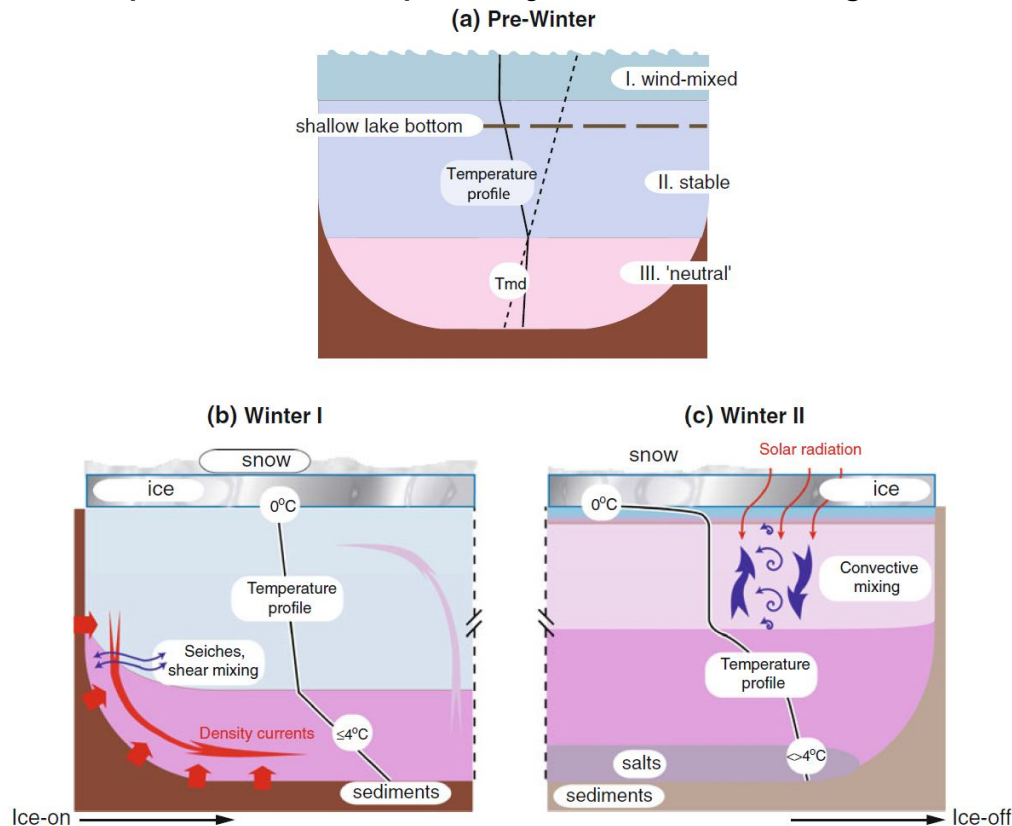 (a) Pre-Winter
I. wind-mixed
shallow lake bottom
Temperature
profile
II. stable
III. 'neutral'
Tmd
(b) Winter I
snow
ice
0°C
Temperature
profile
Seiches,
shear mixing
Density currents
≤4°C
sediments
Ice-on
(c) Winter II
snow
Solar radiation
ice
0°C
Convective
mixing
Temperature
profile
<>4°C
salts
sediments
Ice-off